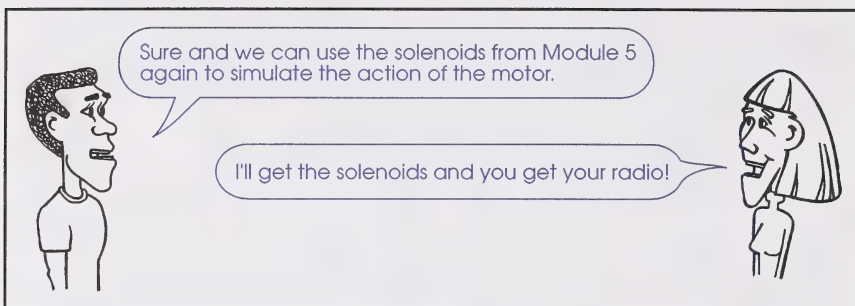 Sure and we can use the solenoids from Module 5
again to simulate the action of the motor.
I'll get the solenoids and you get your radio!